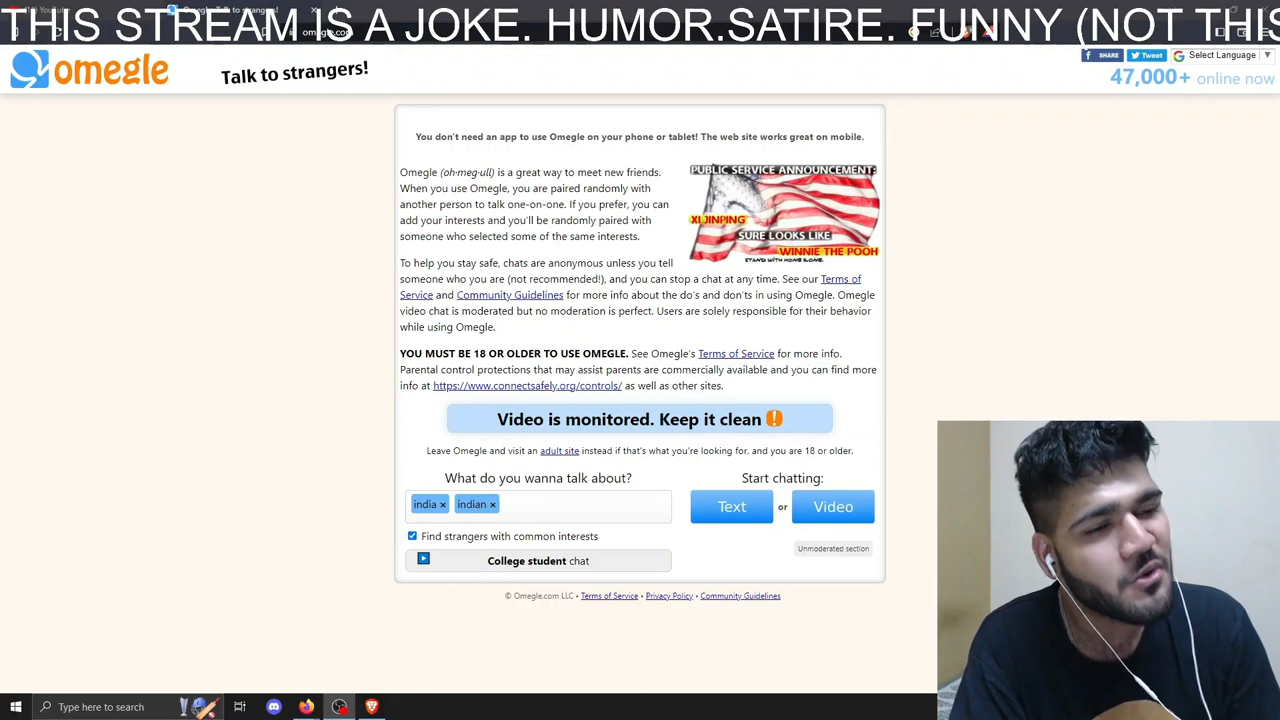 THIS STREAM IS A JOKE. HUMOR.SATIRE. FUNNY (NOT THIS
omegle.com
omegle
Talk to strangers!
SHARE
Tweet
Select Language
47,000+ online now
You don't need an app to use Omegle on your phone or tablet! The web site works great on mobile.
Omegle (oh·meg·ull) is a great way to meet new friends.
When you use Omegle, you are paired randomly with
another person to talk one-on-one. If you prefer, you can
add your interests and you'll be randomly paired with
someone who selected some of the same interests.
PUBLIC SERVICE ANNOUNCEMENT:
XI JINPING
SURE LOOKS LIKE
WINNIE THE POOH
STAND WITH HONG KONG.
To help you stay safe, chats are anonymous unless you tell
someone who you are (not recommended!), and you can stop a chat at any time. See our Terms of
Service and Community Guidelines for more info about the do's and don'ts in using Omegle. Omegle
video chat is moderated but no moderation is perfect. Users are solely responsible for their behavior
while using Omegle.
YOU MUST BE 18 OR OLDER TO USE OMEGLE. See Omegle's Terms of Service for more info.
Parental control protections that may assist parents are commercially available and you can find more
info at https://www.connectsafely.org/controls/ as well as other sites.
Video is monitored. Keep it clean
Leave Omegle and visit an adult site instead if that's what you're looking for, and you are 18 or older.
What do you wanna talk about?
Start chatting:
india × indian ×
Text or Video
Find strangers with common interests
Unmoderated section
College student chat
© Omegle.com LLC • Terms of Service • Privacy Policy • Community Guidelines
Type here to search